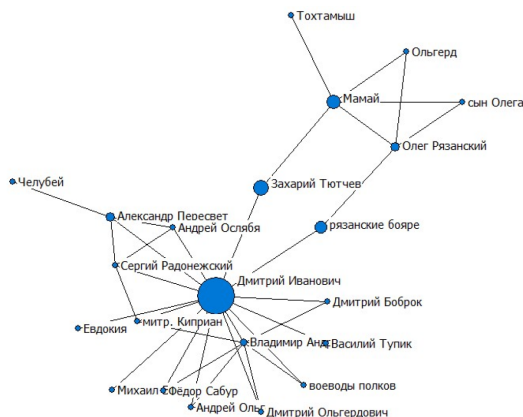 Тохтамыш
Ольгерд
Мамай
сын Олега
Олег Рязанский
Челубей
Захарий Тютчев
Александр Пересвет
Андрей Ослябя
рязанские бояре
Сергий Радонежский
Дмитрий Иванович
Дмитрий Боброк
митр. Киприан
Евдокия
Владимир Анд
Василий Тупик
воеводы полков
Михаил
Фёдор Сабур
Андрей Ольг
Дмитрий Ольгердович